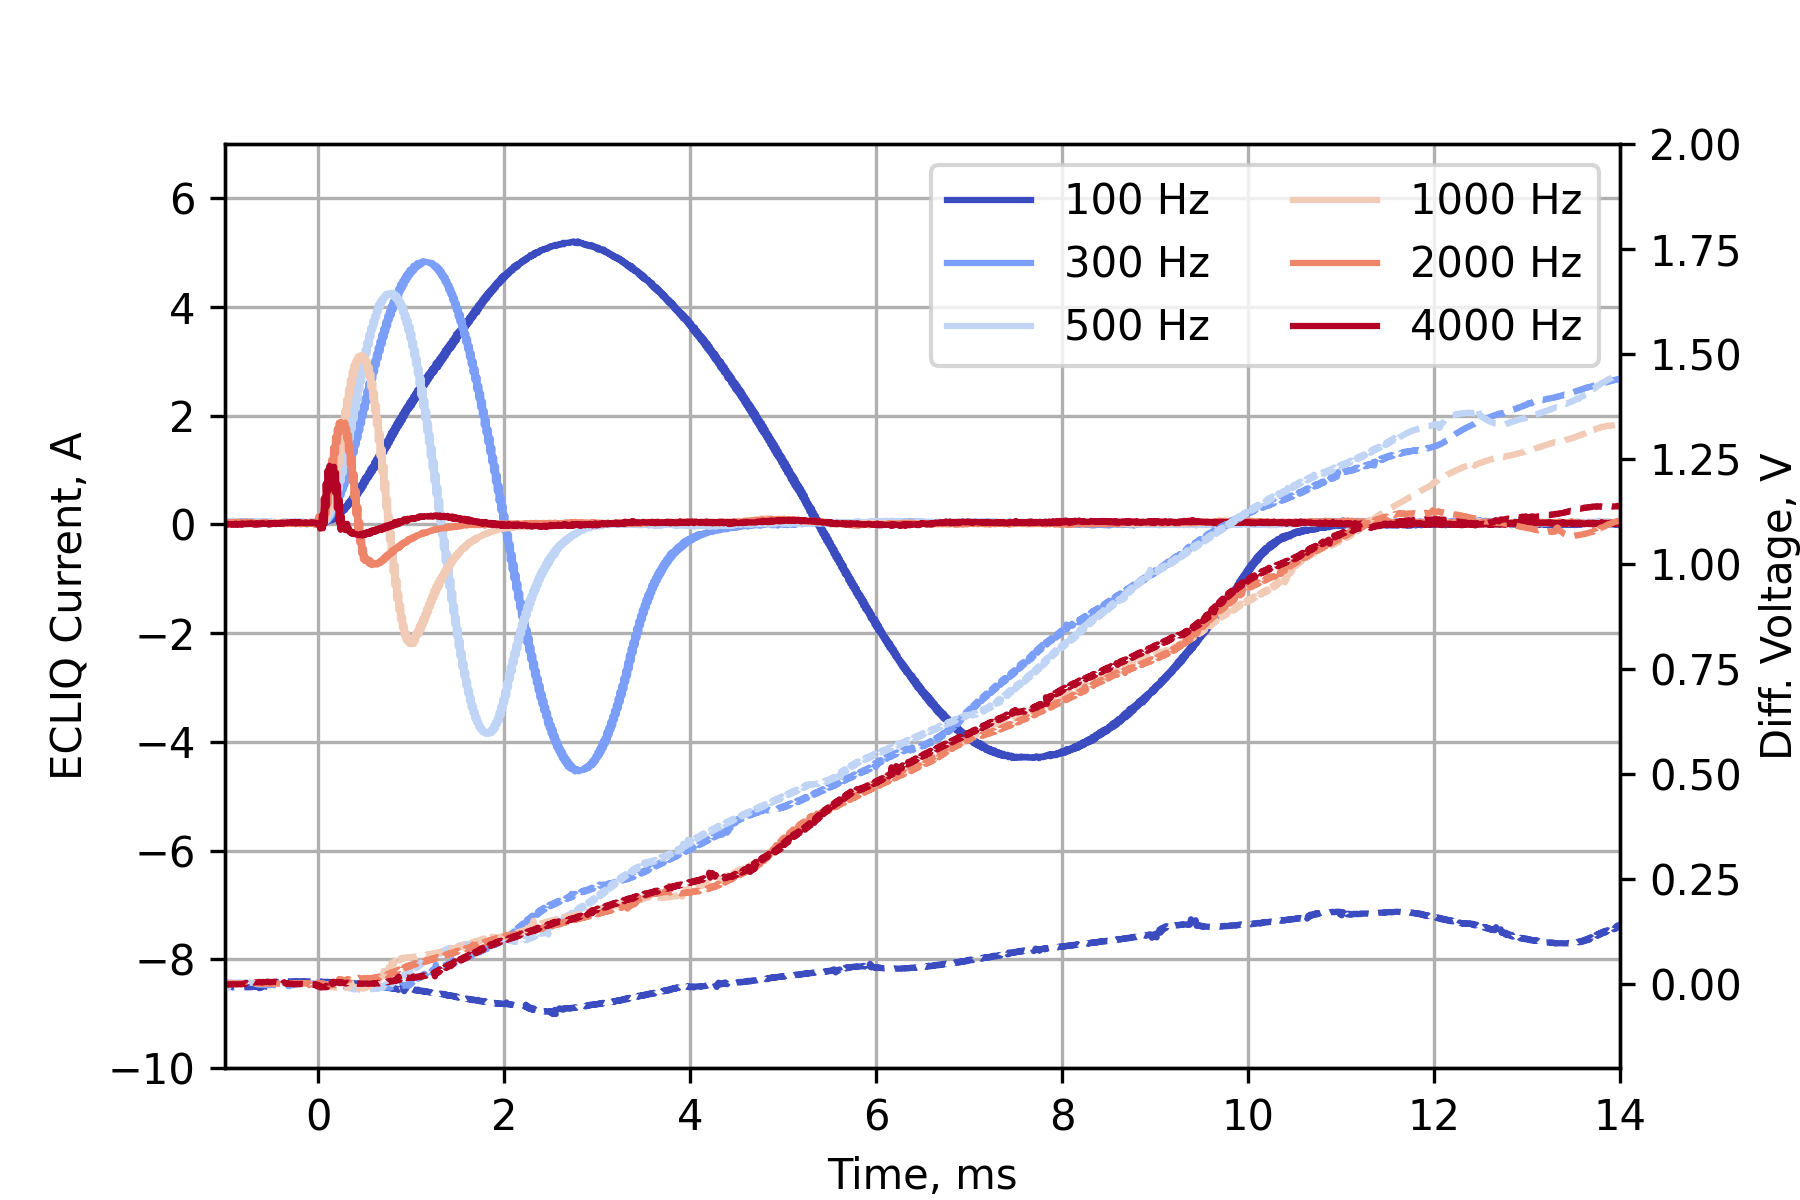 2.00
6
100 Hz
1000 Hz
1.75
300 Hz
2000 Hz
4
500 Hz
4000 Hz
1.50
2
1.25
0
1.00
−2
0.75
−4
0.50
−6
0.25
−8
0.00
−10
0 2 4 6 8 10 12 14
Time, ms
ECLIQ Current, A
Diff. Voltage, V